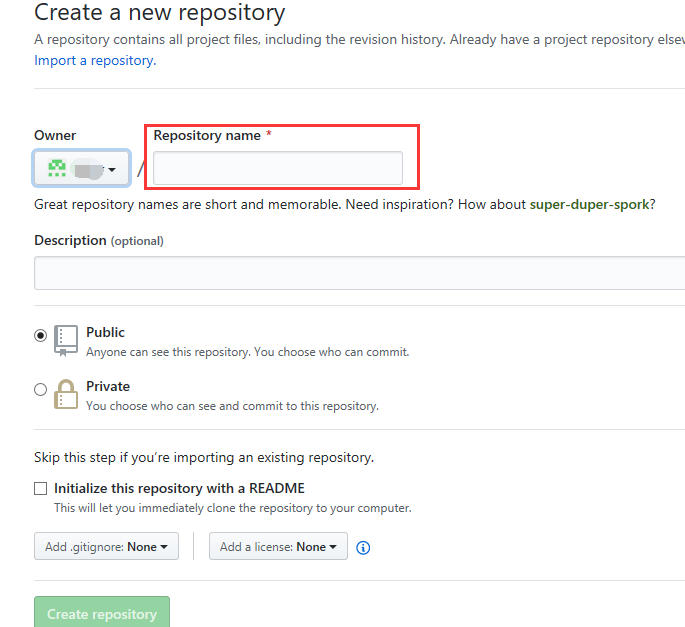 Create a new repository
A repository contains all project files, including the revision history. Already have a project repository
Import a repository.
Owner
Repository name *
/
Great repository names are short and memorable. Need inspiration? How about super-duper-spork?
Description (optional)
Public
Anyone can see this repository. You choose who can commit.
Private
You choose who can see and commit to this repository.
Skip this step if you’re importing an existing repository.
Initialize this repository with a README
This will let you immediately clone the repository to your computer.
Add .gitignore: None
Add a license: None
Create repository